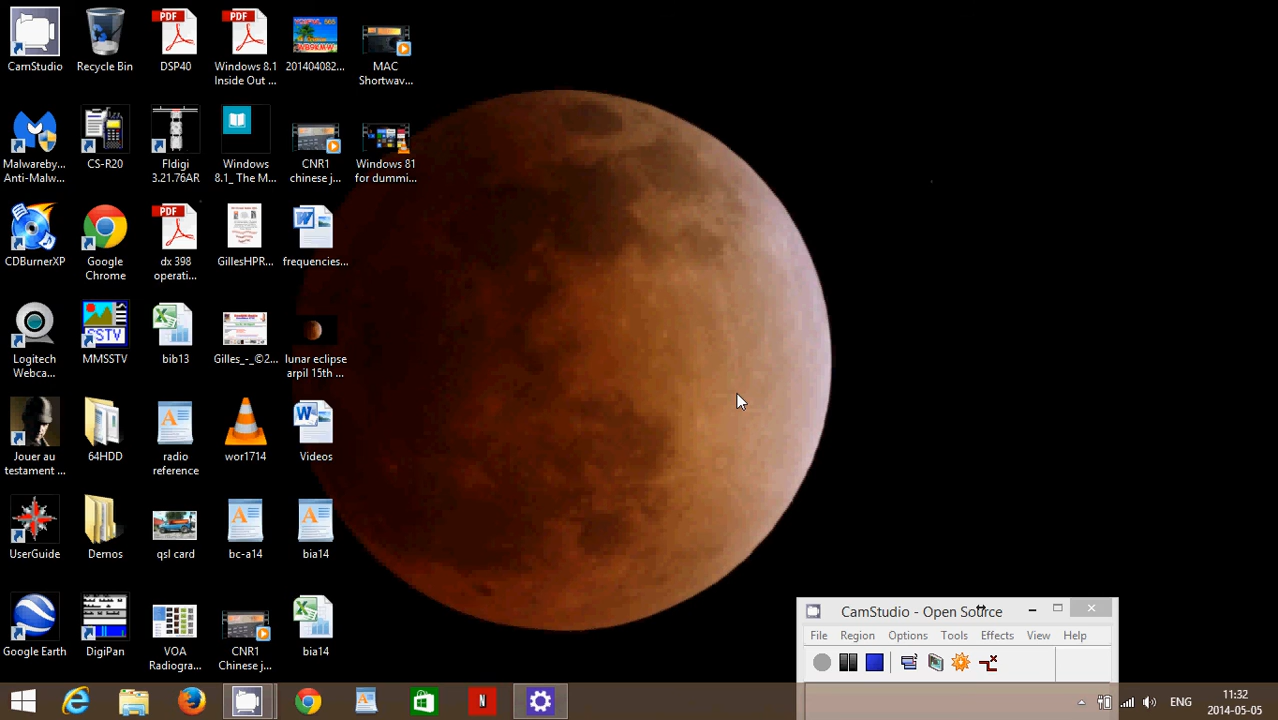 CamStudio
Recycle Bin
PDF
DSP40
PDF
Windows 8.1
Inside Out ...
201404082...
MAC
Shortwav...
Malwareby...
Anti-Malw...
CS-R20
Fldigi
3.21.76AR
Windows
8.1_ The M...
CNR1
chinese j...
Windows 81
for dummi...
CDBurnerXP
Google
Chrome
PDF
dx 398
operati...
GillesHPR...
frequencies...
Logitech
Webca...
SSTV
MMSSTV
bib13
Gilles_-_©2...
lunar eclipse
arpil 15th ...
Jouer au
testament ...
64HDD
radio
reference
wor1714
Videos
UserGuide
Demos
qsl card
bc-a14
bia14
Google Earth
DigiPan
VOA
Radiogra...
CNR1
Chinese j...
bia14
CamStudio - Open Source
File Region Options Tools Effects View Help
ENG
11:32
2014-05-05